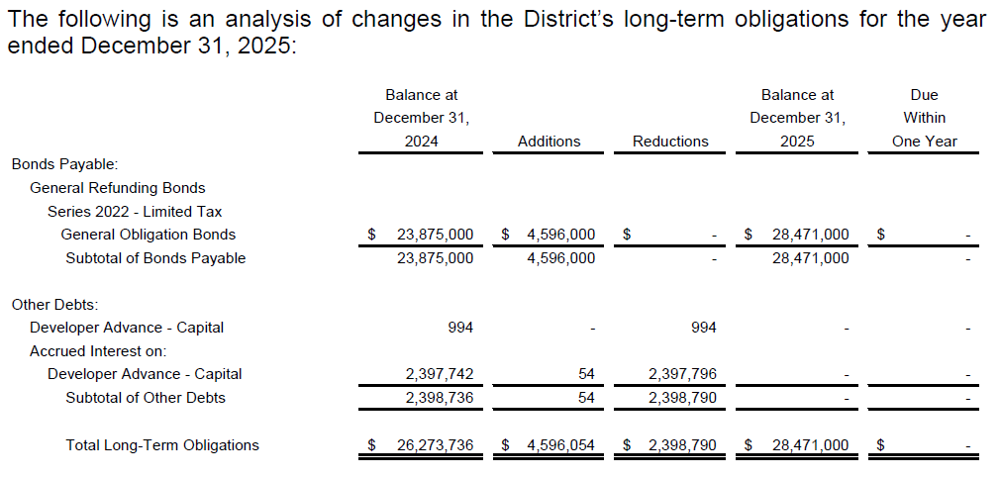 The following is an analysis of changes in the District’s long-term obligations for the year
ended December 31, 2025:
Balance at Balance at Due
December 31, December 31, Within
2024 Additions Reductions 2025 One Year
Bonds Payable:
General Refunding Bonds
Series 2022 - Limited Tax
General Obligation Bonds $ 23,875,000 $ 4,596,000 $ - $ 28,471,000 $ -
Subtotal of Bonds Payable 23,875,000 4,596,000 - 28,471,000 -
Other Debts:
Developer Advance - Capital 994 - 994 - -
Accrued Interest on:
Developer Advance - Capital 2,397,742 54 2,397,796 - -
Subtotal of Other Debts 2,398,736 54 2,398,790 - -
Total Long-Term Obligations $ 26,273,736 $ 4,596,054 $ 2,398,790 $ 28,471,000 $ -